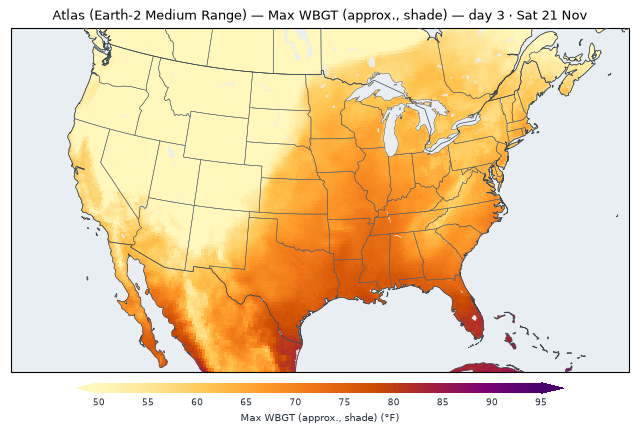 Atlas (Earth-2 Medium Range) — Max WBGT (approx., shade) — day 3 · Sat 21 Nov
50 55 60 65 70 75 80 85 90 95
Max WBGT (approx., shade) (°F)